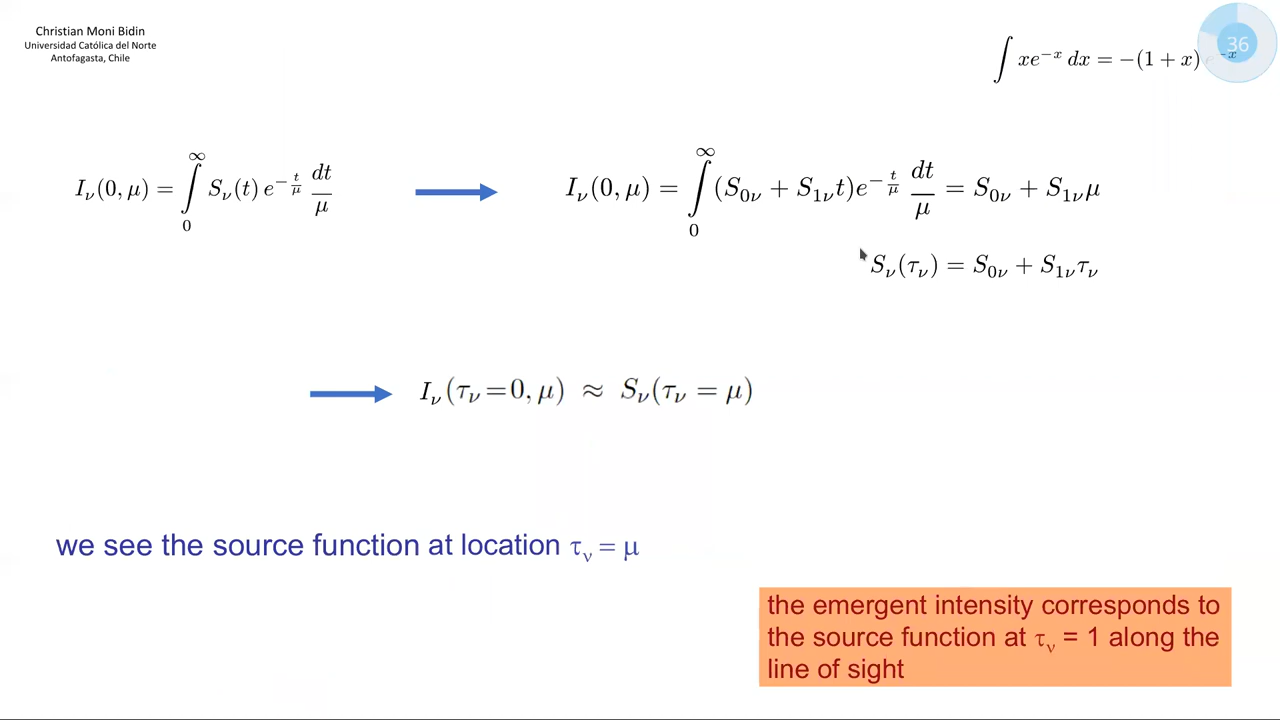 Christian Moni Bidin
Universidad Católica del Norte
Antofagasta, Chile
36
∫ xe^{−x} dx = −(1 + x) e^{−x}
I_ν(0, μ) = ∫_0^∞ S_ν(t) e^{−t/μ} dt/μ
I_ν(0, μ) = ∫_0^∞ (S_{0ν} + S_{1ν}t)e^{−t/μ} dt/μ = S_{0ν} + S_{1ν}μ
S_ν(τ_ν) = S_{0ν} + S_{1ν}τ_ν
I_ν(τ_ν = 0, μ) ≈ S_ν(τ_ν = μ)
we see the source function at location τ_ν = μ
the emergent intensity corresponds to
the source function at τ_ν = 1 along the
line of sight